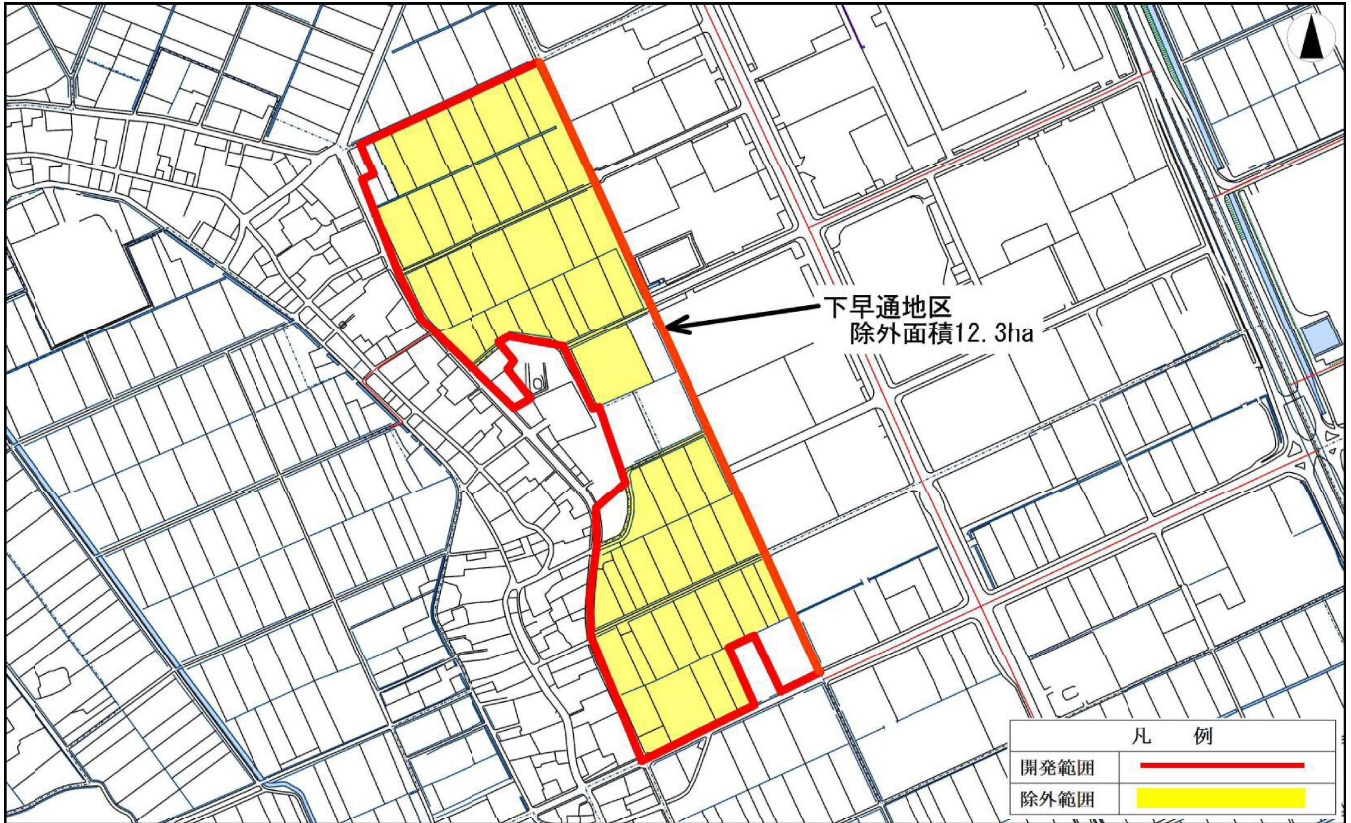 下早通地区
除外面積12.3ha
凡 例
開発範囲
除外範囲